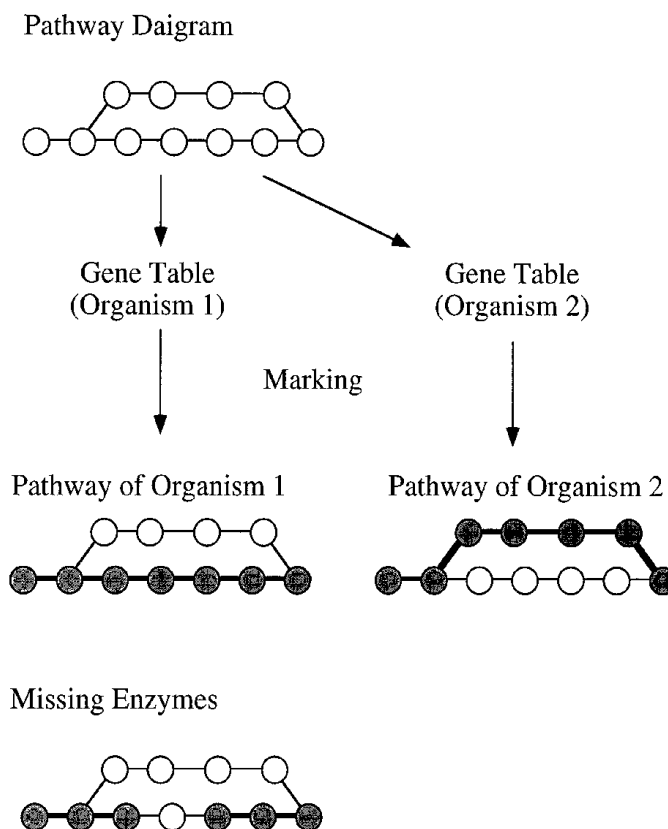 Pathway Daigram
Gene Table
(Organism 1)
Gene Table
(Organism 2)
Marking
Pathway of Organism 1
Pathway of Organism 2
Missing Enzymes